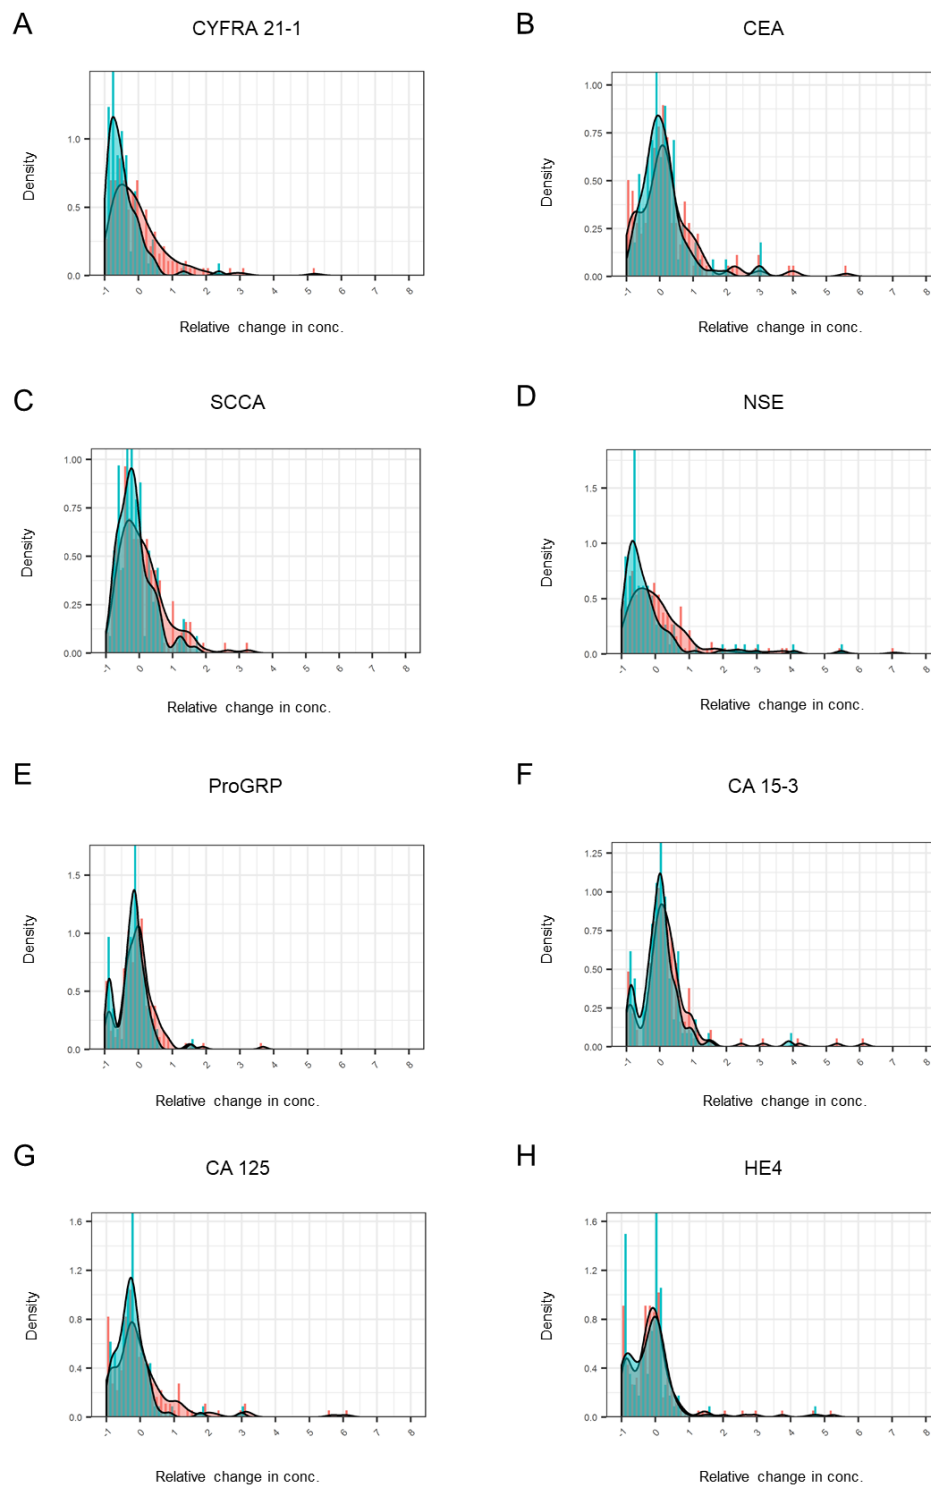 A
CYFRA 21-1
B
CEA
Density
1.0
0.5
0.0
-1 0 1 2 3 4 5 6 7 8
Relative change in conc.
Density
1.00
0.75
0.50
0.25
0.00
-1 0 1 2 3 4 5 6 7 8
Relative change in conc.
C
SCCA
D
NSE
Density
1.00
0.75
0.50
0.25
0.00
-1 0 1 2 3 4 5 6 7 8
Relative change in conc.
Density
1.5
1.0
0.5
0.0
-1 0 1 2 3 4 5 6 7 8
Relative change in conc.
E
ProGRP
F
CA 15-3
Density
1.5
1.0
0.5
0.0
-1 0 1 2 3 4 5 6 7 8
Relative change in conc.
Density
1.25
1.00
0.75
0.50
0.25
0.00
-1 0 1 2 3 4 5 6 7 8
Relative change in conc.
G
CA 125
H
HE4
Density
1.6
1.2
0.8
0.4
0.0
-1 0 1 2 3 4 5 6 7 8
Relative change in conc.
Density
1.6
1.2
0.8
0.4
0.0
-1 0 1 2 3 4 5 6 7 8
Relative change in conc.